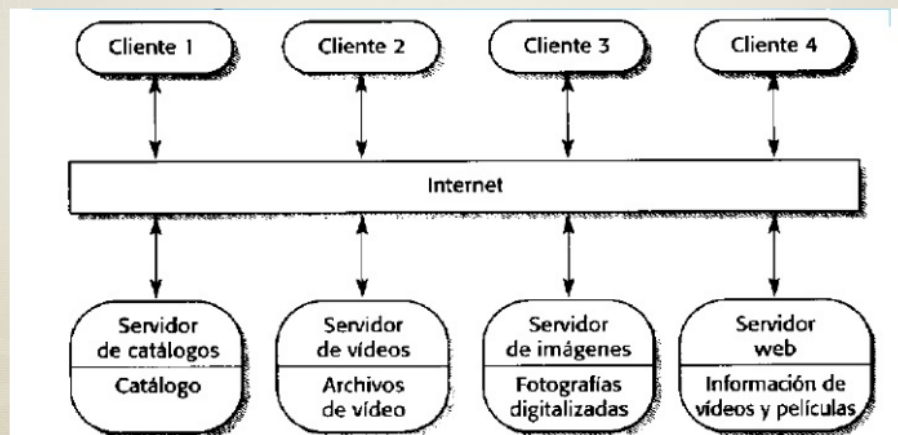 Cliente 1
Cliente 2
Cliente 3
Cliente 4
Internet
Servidor
de catálogos
Catálogo
Servidor
de vídeos
Archivos
de vídeo
Servidor
de imágenes
Fotografías
digitalizadas
Servidor
web
Información de
vídeos y películas